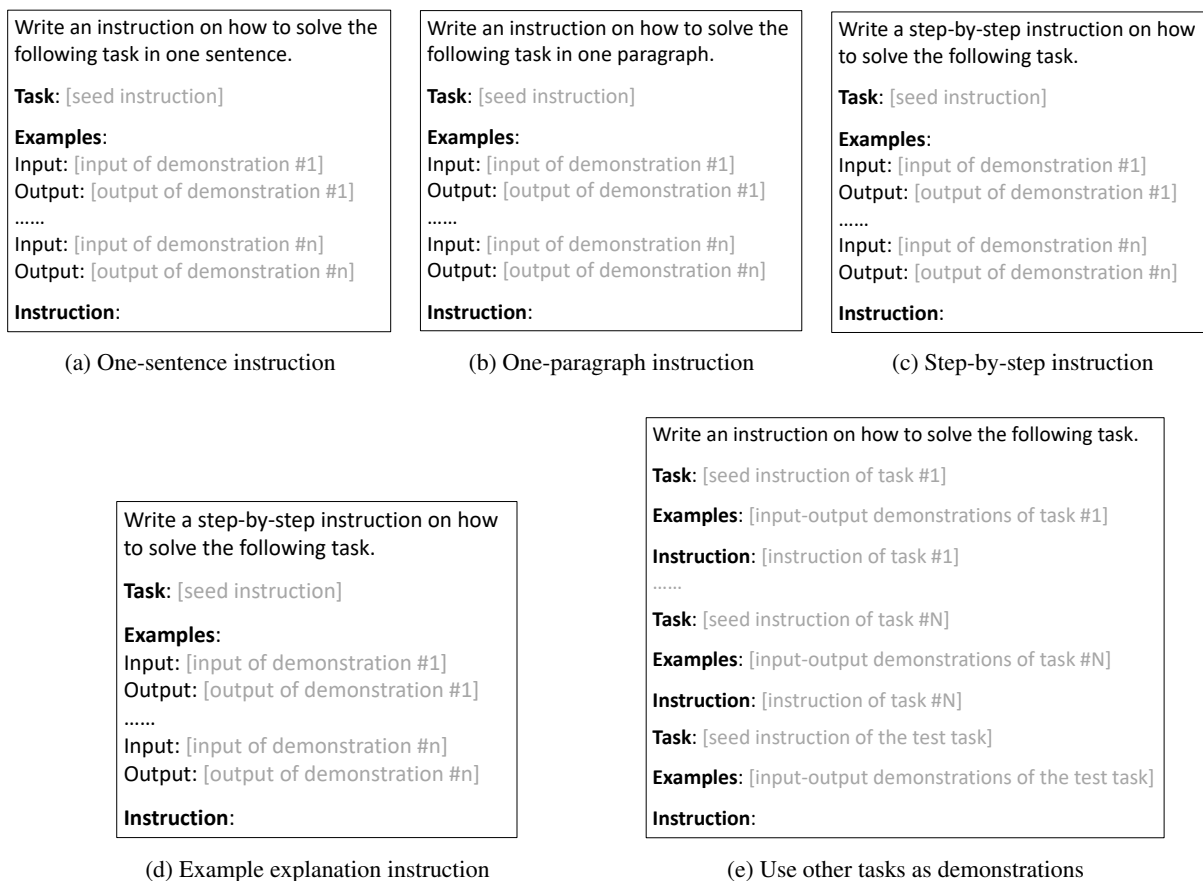 Write an instruction on how to solve the
following task in one sentence.
Task: [seed instruction]
Examples:
Input: [input of demonstration #1]
Output: [output of demonstration #1]
......
Input: [input of demonstration #n]
Output: [output of demonstration #n]
Instruction:
(a) One-sentence instruction
Write an instruction on how to solve the
following task in one paragraph.
Task: [seed instruction]
Examples:
Input: [input of demonstration #1]
Output: [output of demonstration #1]
......
Input: [input of demonstration #n]
Output: [output of demonstration #n]
Instruction:
(b) One-paragraph instruction
Write a step-by-step instruction on how
to solve the following task.
Task: [seed instruction]
Examples:
Input: [input of demonstration #1]
Output: [output of demonstration #1]
......
Input: [input of demonstration #n]
Output: [output of demonstration #n]
Instruction:
(c) Step-by-step instruction
Write a step-by-step instruction on how
to solve the following task.
Task: [seed instruction]
Examples:
Input: [input of demonstration #1]
Output: [output of demonstration #1]
......
Input: [input of demonstration #n]
Output: [output of demonstration #n]
Instruction:
(d) Example explanation instruction
Write an instruction on how to solve the following task.
Task: [seed instruction of task #1]
Examples: [input-output demonstrations of task #1]
Instruction: [instruction of task #1]
......
Task: [seed instruction of task #N]
Examples: [input-output demonstrations of task #N]
Instruction: [instruction of task #N]
Task: [seed instruction of the test task]
Examples: [input-output demonstrations of the test task]
Instruction:
(e) Use other tasks as demonstrations